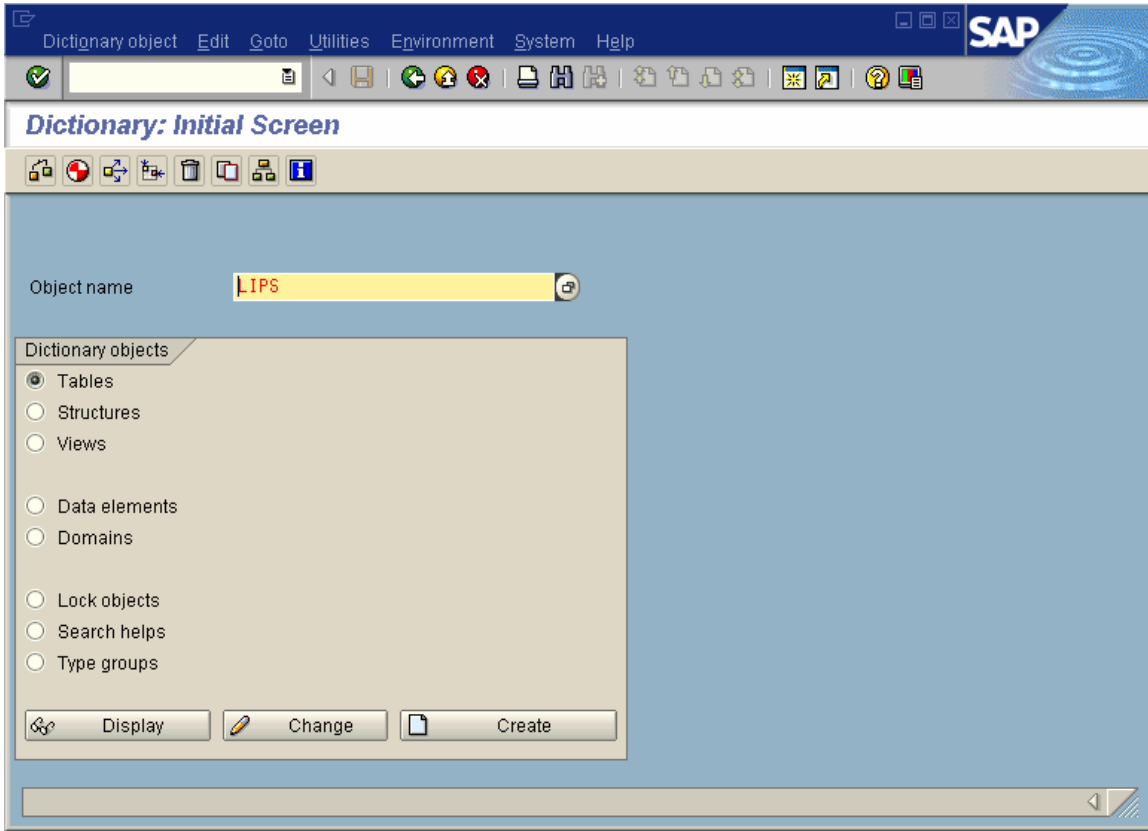 Dictionary object Edit Goto Utilities Environment System Help
SAP
Dictionary: Initial Screen
Object name LIPS
Dictionary objects
Tables
Structures
Views
Data elements
Domains
Lock objects
Search helps
Type groups
Display Change Create